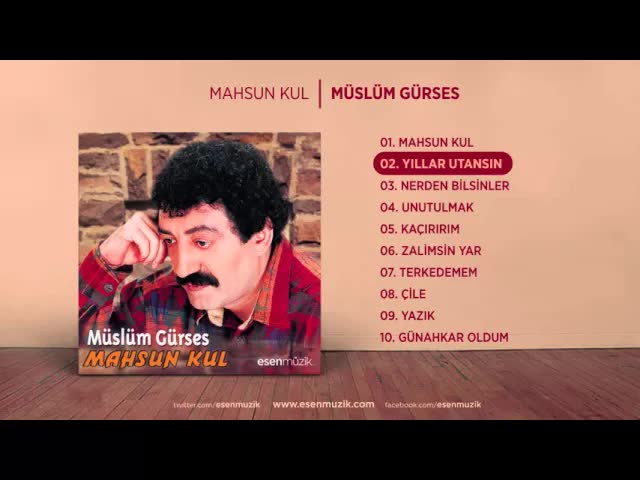 MAHSUN KUL | MÜSLÜM GÜRSES
01. MAHSUN KUL
02. YILLAR UTANSIN
03. NERDEN BİLSİNLER
04. UNUTULMAK
05. KAÇIRIRIM
06. ZALİMSİN YAR
07. TERKEDEMEM
08. ÇİLE
09. YAZIK
10. GÜNAHKAR OLDUM
Müslüm Gürses
MAHSUN KUL
esenmüzik
twitter.com/esenmuzik www.esenmuzik.com facebook.com/esenmuzik